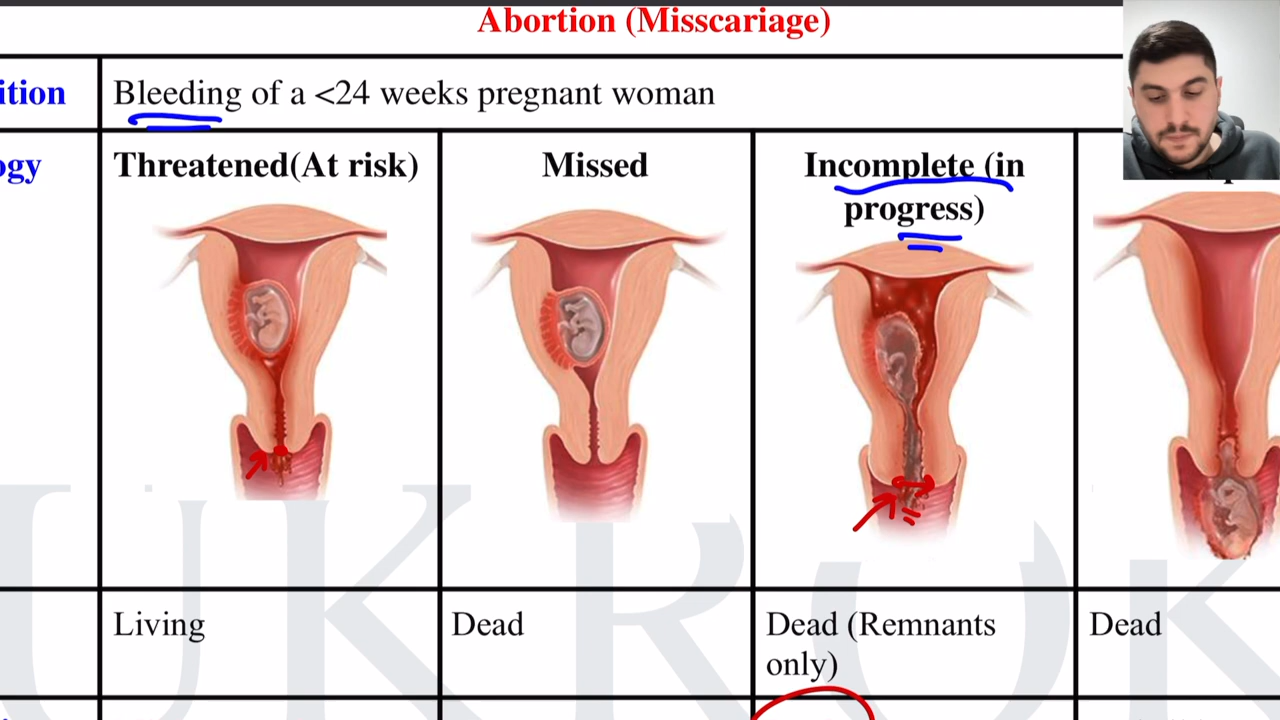 Abortion (Misscariage)
ition
Bleeding of a <24 weeks pregnant woman
ogy
Threatened(At risk)
Missed
Incomplete (in
progress)
Living
Dead
Dead (Remnants
only)
Dead
UKROK